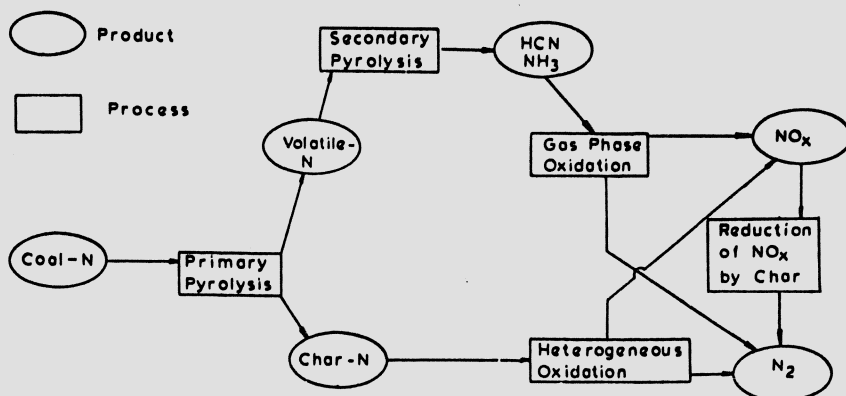 Product
Process
Secondary
Pyrolysis
HCN
NH3
Volatile-
N
Gas Phase
Oxidation
NOx
Coal-N
Primary
Pyrolysis
Reduction
of NOx
by Char
Char-N
Heterogeneous
Oxidation
N2